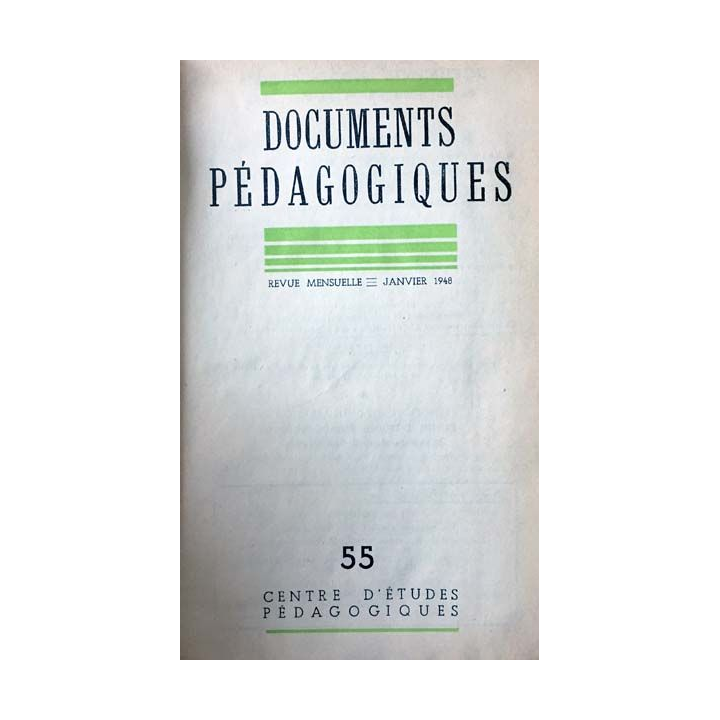 DOCUMENTS
PÉDAGOGIQUES
REVUE MENSUELLE JANVIER 1948
55
CENTRE D'ÉTUDES
PÉDAGOGIQUES